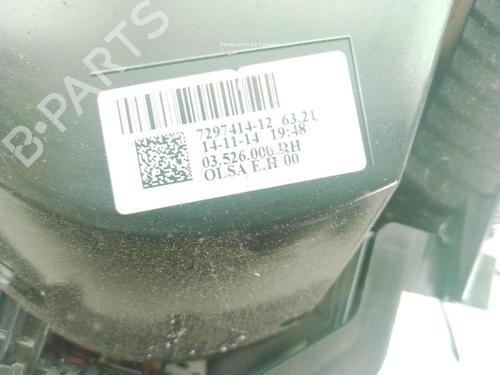 B-PARTS
7297414-12 63.21
14-11-14 19:48
03.526.006.RH
OLSA E.H 00